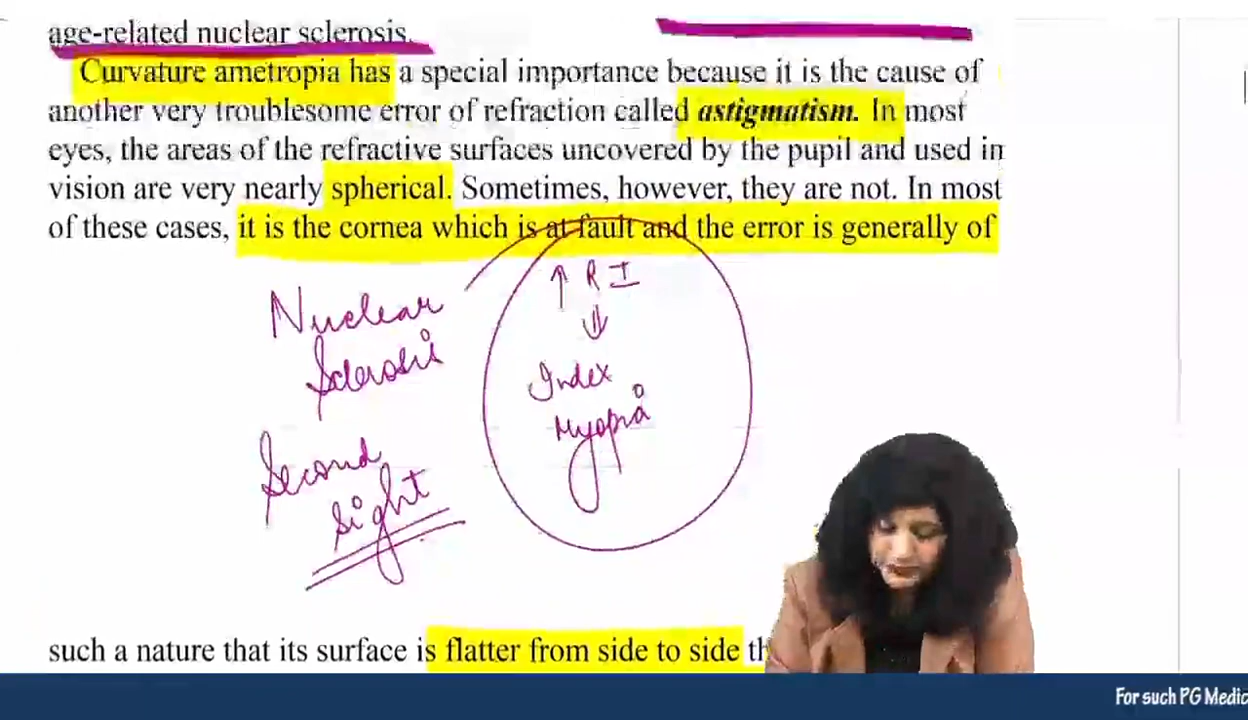 age-related nuclear sclerosis.
Curvature ametropia has a special importance because it is the cause of
another very troublesome error of refraction called astigmatism. In most
eyes, the areas of the refractive surfaces uncovered by the pupil and used in
vision are very nearly spherical. Sometimes, however, they are not. In most
of these cases, it is the cornea which is at fault and the error is generally of
↑ RI
⇓
Index
Myopia
Nuclear
Sclerosis
Second
Sight
such a nature that its surface is flatter from side to side th
For such PG Medic